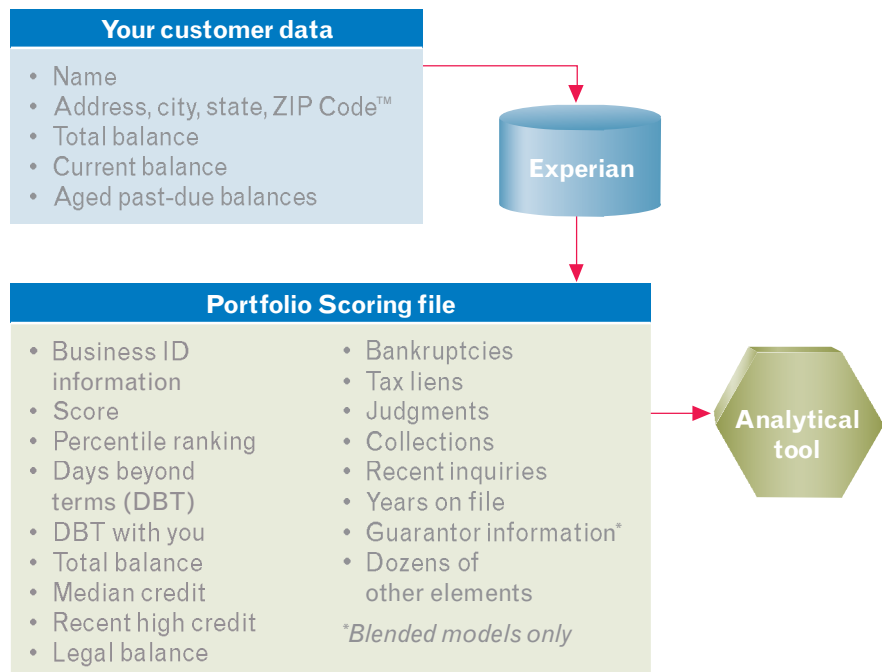 Your customer data
• Name
• Address, city, state, ZIP Code™
• Total balance
• Current balance
• Aged past-due balances
Experian
Portfolio Scoring file
• Business ID
information
• Score
• Percentile ranking
• Days beyond
terms (DBT)
• DBT with you
• Total balance
• Median credit
• Recent high credit
• Legal balance
• Bankruptcies
• Tax liens
• Judgments
• Collections
• Recent inquiries
• Years on file
• Guarantor information*
• Dozens of
other elements
*Blended models only
Analytical
tool